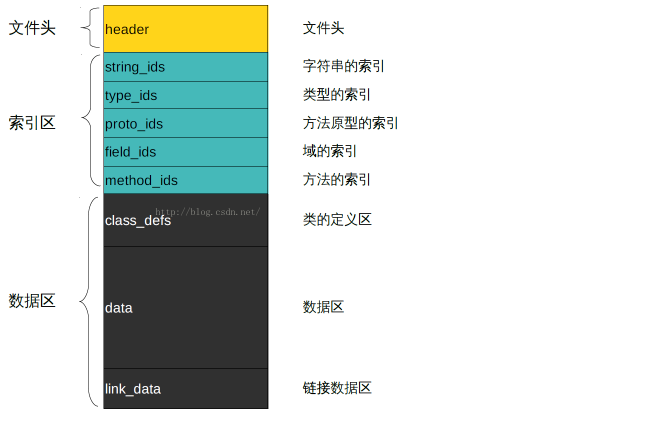 文件头 header 文件头
string_ids 字符串的索引
type_ids 类型的索引
索引区 proto_ids 方法原型的索引
field_ids 域的索引
method_ids 方法的索引
http://blog.csdn.net/
class_defs 类的定义区
数据区 data 数据区
link_data 链接数据区